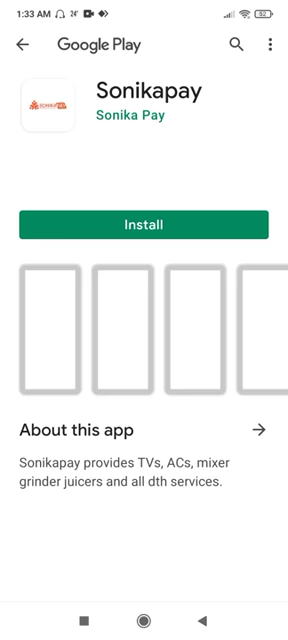 1:33 AM 24°
Google Play
Sonikapay
Sonika Pay
Install
About this app
Sonikapay provides TVs, ACs, mixer
grinder juicers and all dth services.